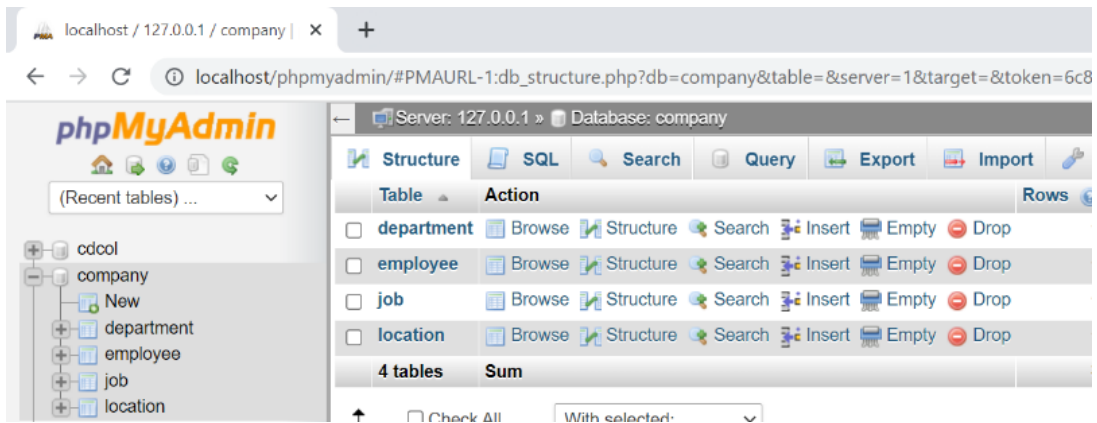 localhost / 127.0.0.1 / company |
localhost/phpmyadmin/#PMAURL-1:db_structure.php?db=company&table=&server=1&target=&token=6c8
phpMyAdmin
(Recent tables) ...
cdcol
company
New
department
employee
job
location
Server: 127.0.0.1 » Database: company
Structure SQL Search Query Export Import
Table Action Rows
department Browse Structure Search Insert Empty Drop
employee Browse Structure Search Insert Empty Drop
job Browse Structure Search Insert Empty Drop
location Browse Structure Search Insert Empty Drop
4 tables Sum
Check All With selected: